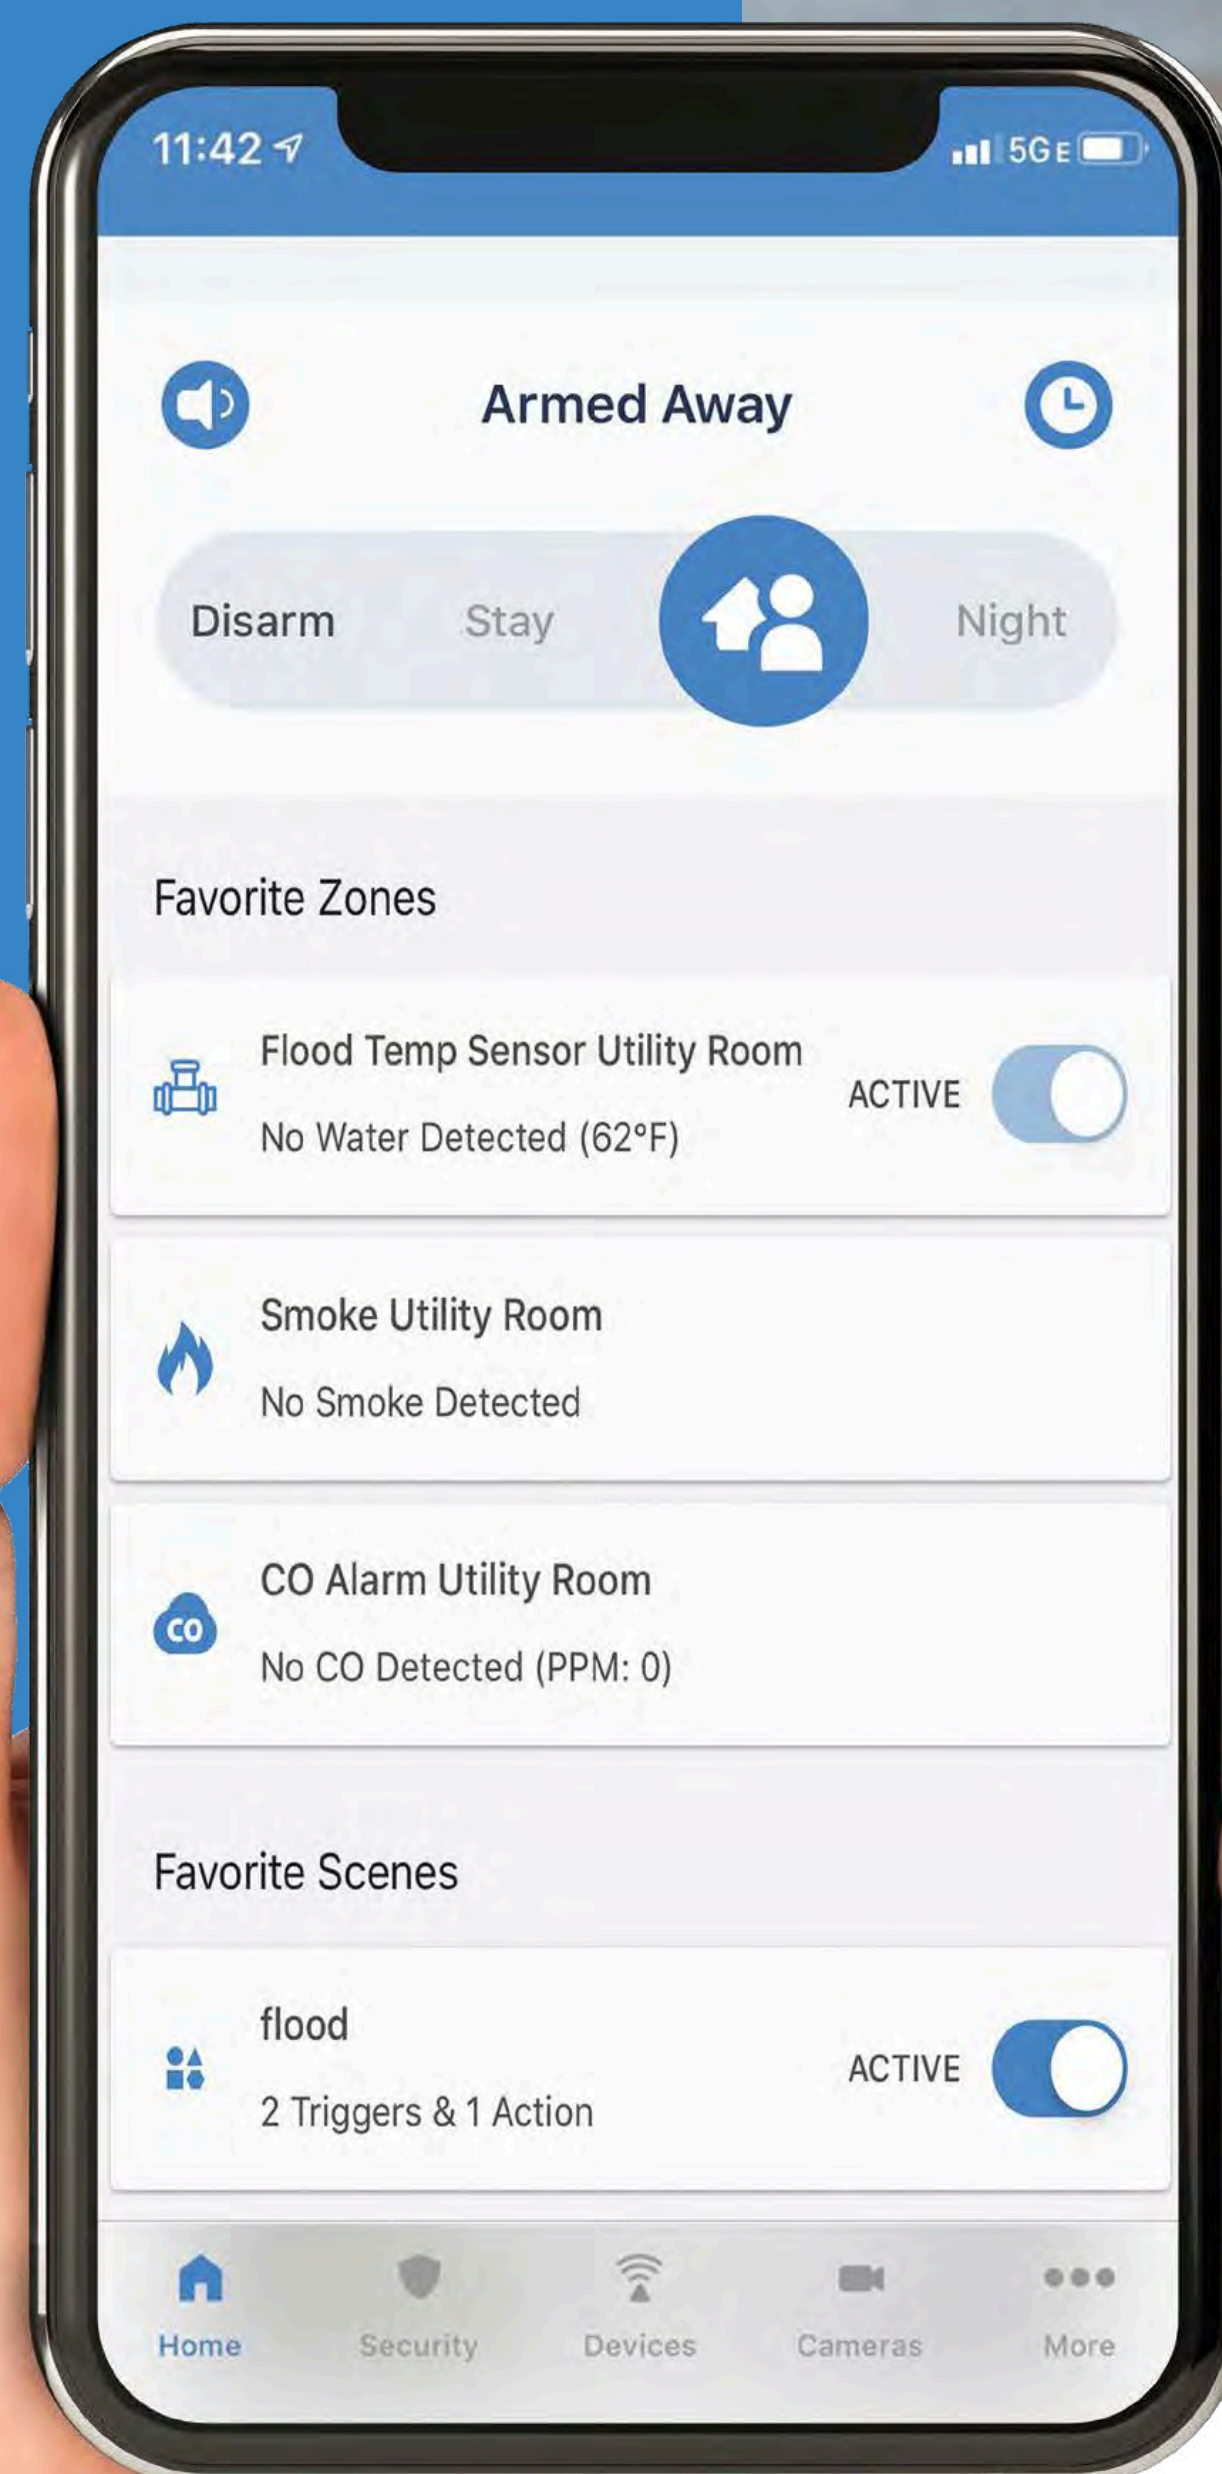 11:42
5GE
Armed Away
Disarm Stay Night
Favorite Zones
Flood Temp Sensor Utility Room
ACTIVE
No Water Detected (62°F)
Smoke Utility Room
No Smoke Detected
CO Alarm Utility Room
CO
No CO Detected (PPM: 0)
Favorite Scenes
flood
ACTIVE
2 Triggers & 1 Action
Home Security Devices Cameras More